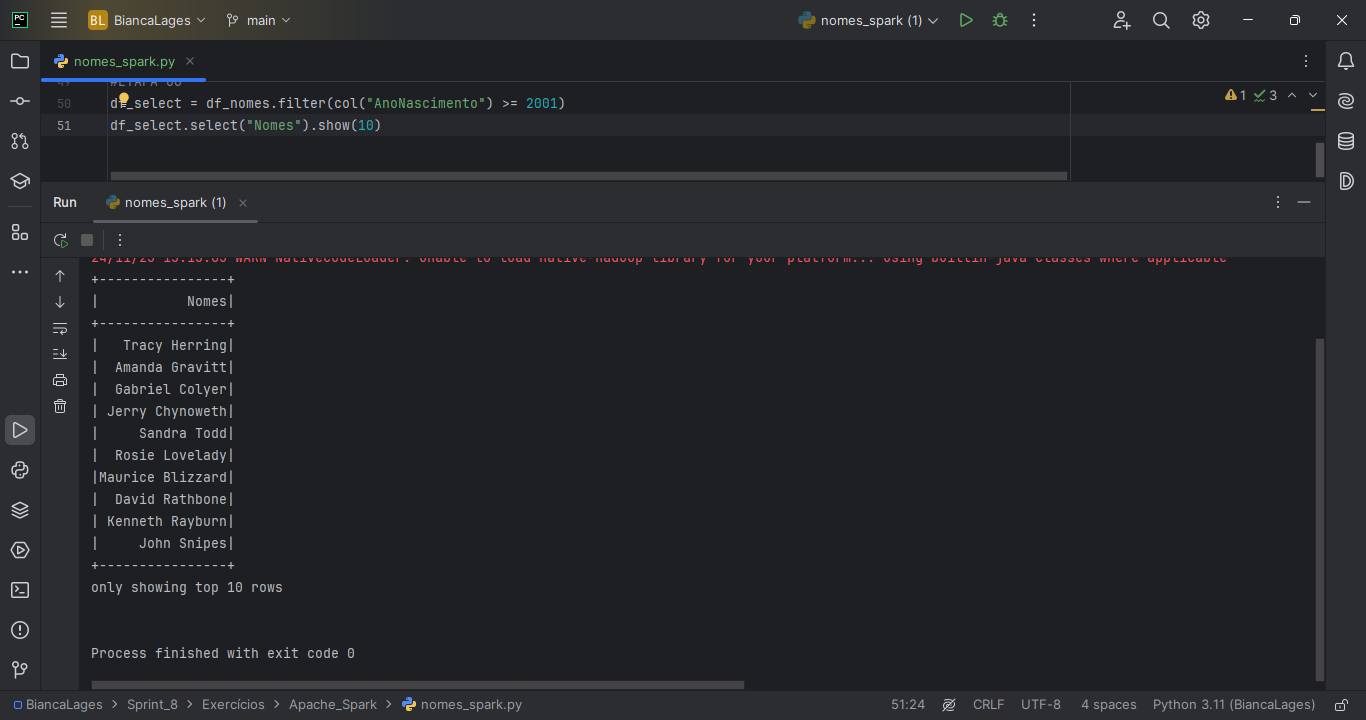 PC
BL BiancaLages main nomes_spark (1)
nomes_spark.py
49 #ETAPA 06
50 df_select = df_nomes.filter(col("AnoNascimento") >= 2001)
1 3
51 df_select.select("Nomes").show(10)
Run nomes_spark (1)
WARN NativeCodeLoader: Unable to load native-hadoop library for your platform... using builtin-java classes where applicable
+----------------+
|           Nomes|
+----------------+
|   Tracy Herring|
|  Amanda Gravitt|
|  Gabriel Colyer|
| Jerry Chynoweth|
|     Sandra Todd|
|  Rosie Lovelady|
|Maurice Blizzard|
|  David Rathbone|
| Kenneth Rayburn|
|     John Snipes|
+----------------+
only showing top 10 rows
Process finished with exit code 0
BiancaLages > Sprint_8 > Exercícios > Apache_Spark > nomes_spark.py 51:24 CRLF UTF-8 4 spaces Python 3.11 (BiancaLages)